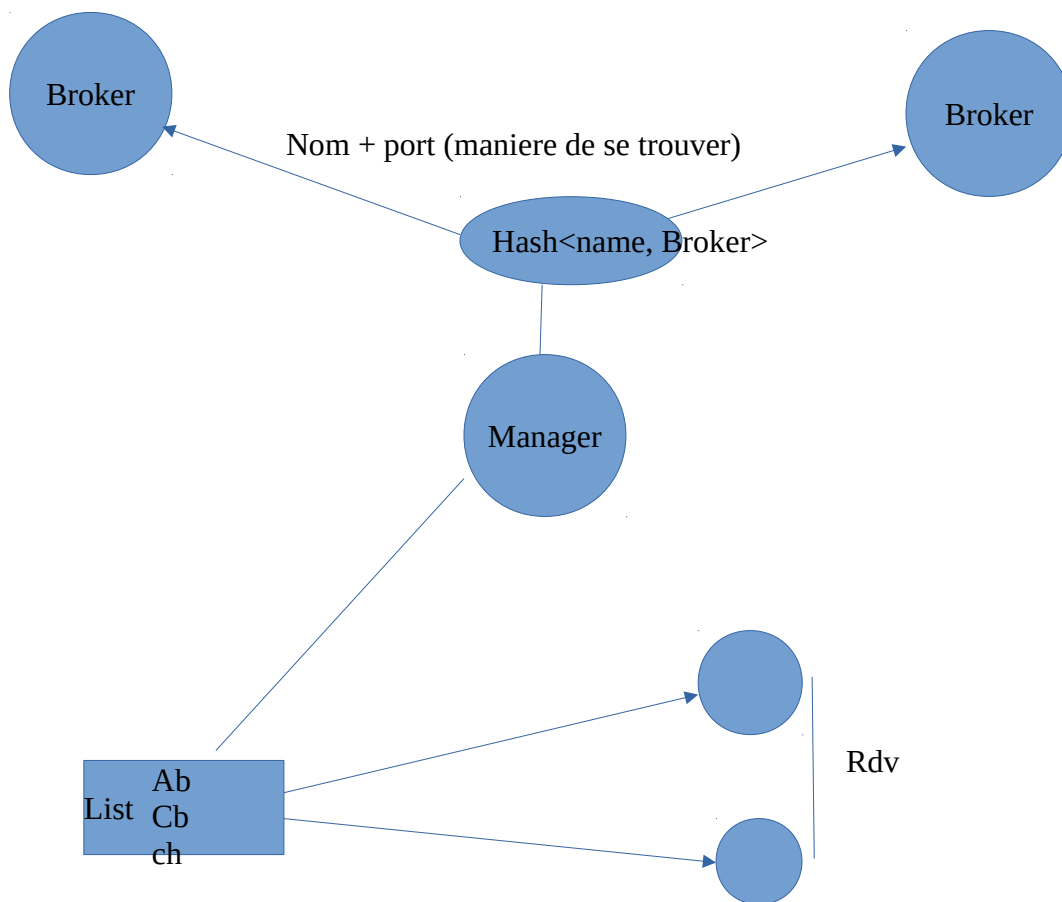 Broker
Broker
Nom + port (maniere de se trouver)
Hash<name, Broker>
Manager
Rdv
List
Ab
Cb
ch